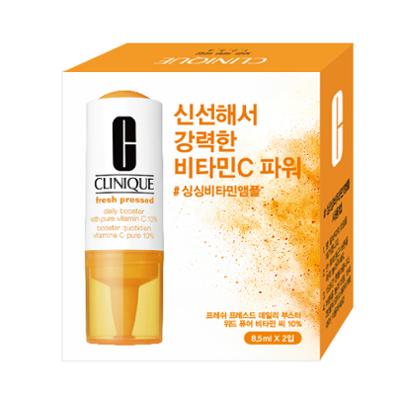 CLINIQUE
신선해서
강력한
비타민C 파워
#싱싱비타민앰플
C
CLINIQUE
fresh pressed
daily booster
with pure vitamin C 10%
booster quotidien
vitamine C pure 10%
프레쉬 프레스드 데일리 부스터
위드 퓨어 비타민 씨 10%
8.5ml X 2입